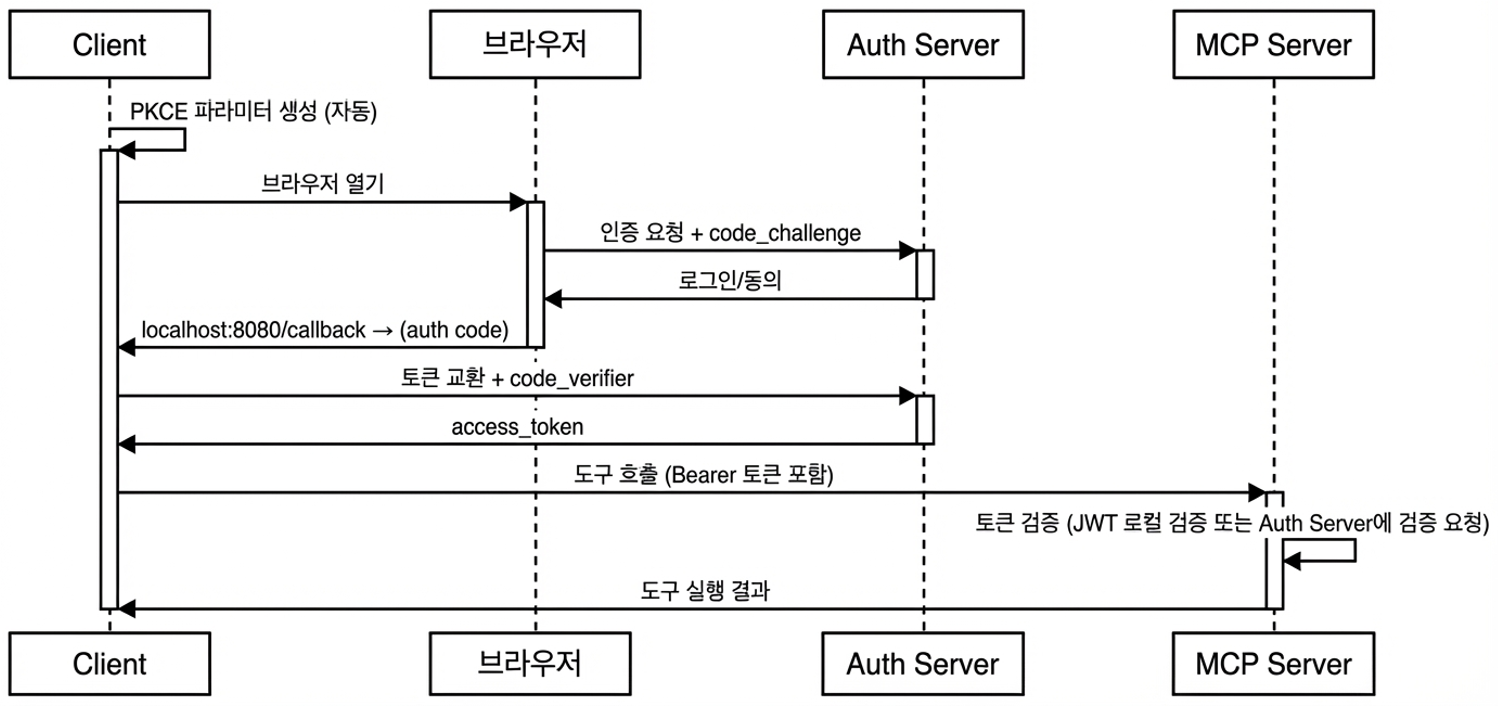 Client
브라우저
Auth Server
MCP Server
PKCE 파라미터 생성 (자동)
브라우저 열기
인증 요청 + code_challenge
로그인/동의
localhost:8080/callback → (auth code)
토큰 교환 + code_verifier
access_token
도구 호출 (Bearer 토큰 포함)
토큰 검증 (JWT 로컬 검증 또는 Auth Server에 검증 요청)
도구 실행 결과
Client
브라우저
Auth Server
MCP Server